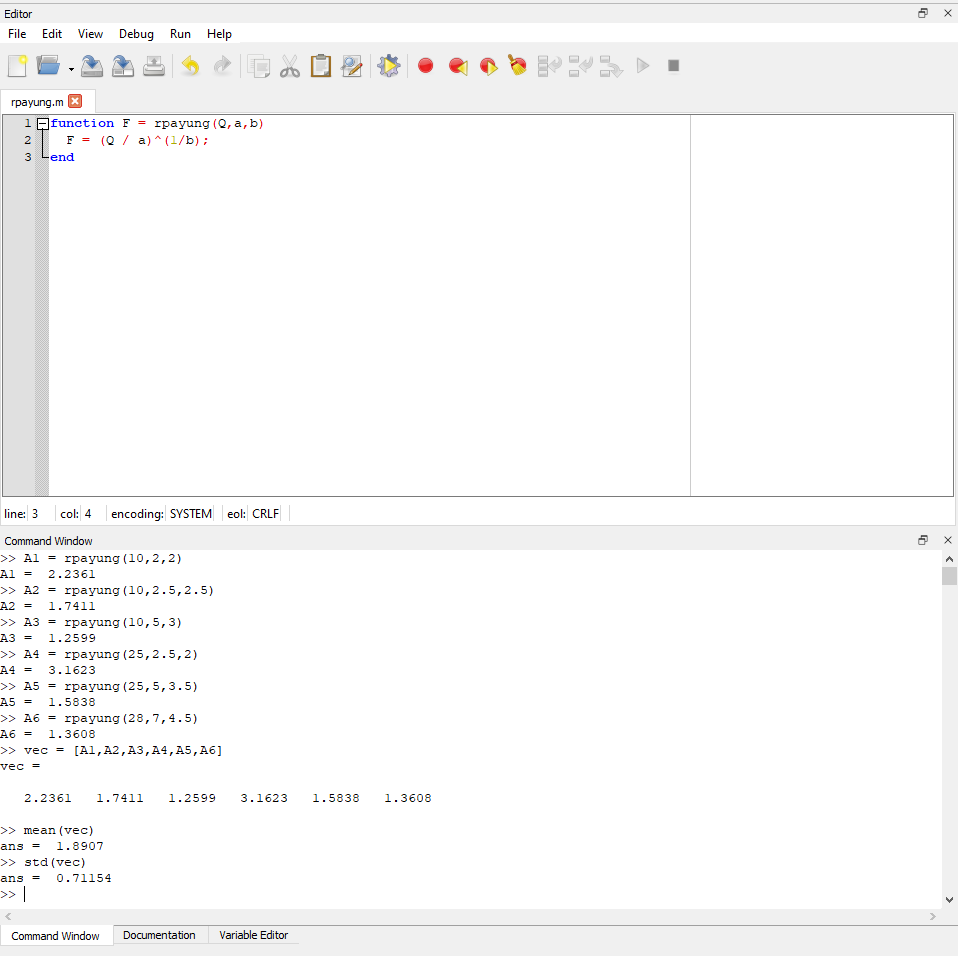 Editor
File Edit View Debug Run Help
rpayung.m
1 function F = rpayung(Q,a,b)
2 F = (Q / a)^(1/b);
3 end
line: 3 col: 4 encoding: SYSTEM eol: CRLF
Command Window
>> A1 = rpayung(10,2,2)
A1 = 2.2361
>> A2 = rpayung(10,2.5,2.5)
A2 = 1.7411
>> A3 = rpayung(10,5,3)
A3 = 1.2599
>> A4 = rpayung(25,2.5,2)
A4 = 3.1623
>> A5 = rpayung(25,5,3.5)
A5 = 1.5838
>> A6 = rpayung(28,7,4.5)
A6 = 1.3608
>> vec = [A1,A2,A3,A4,A5,A6]
vec =
2.2361 1.7411 1.2599 3.1623 1.5838 1.3608
>> mean(vec)
ans = 1.8907
>> std(vec)
ans = 0.71154
>>
Command Window Documentation Variable Editor